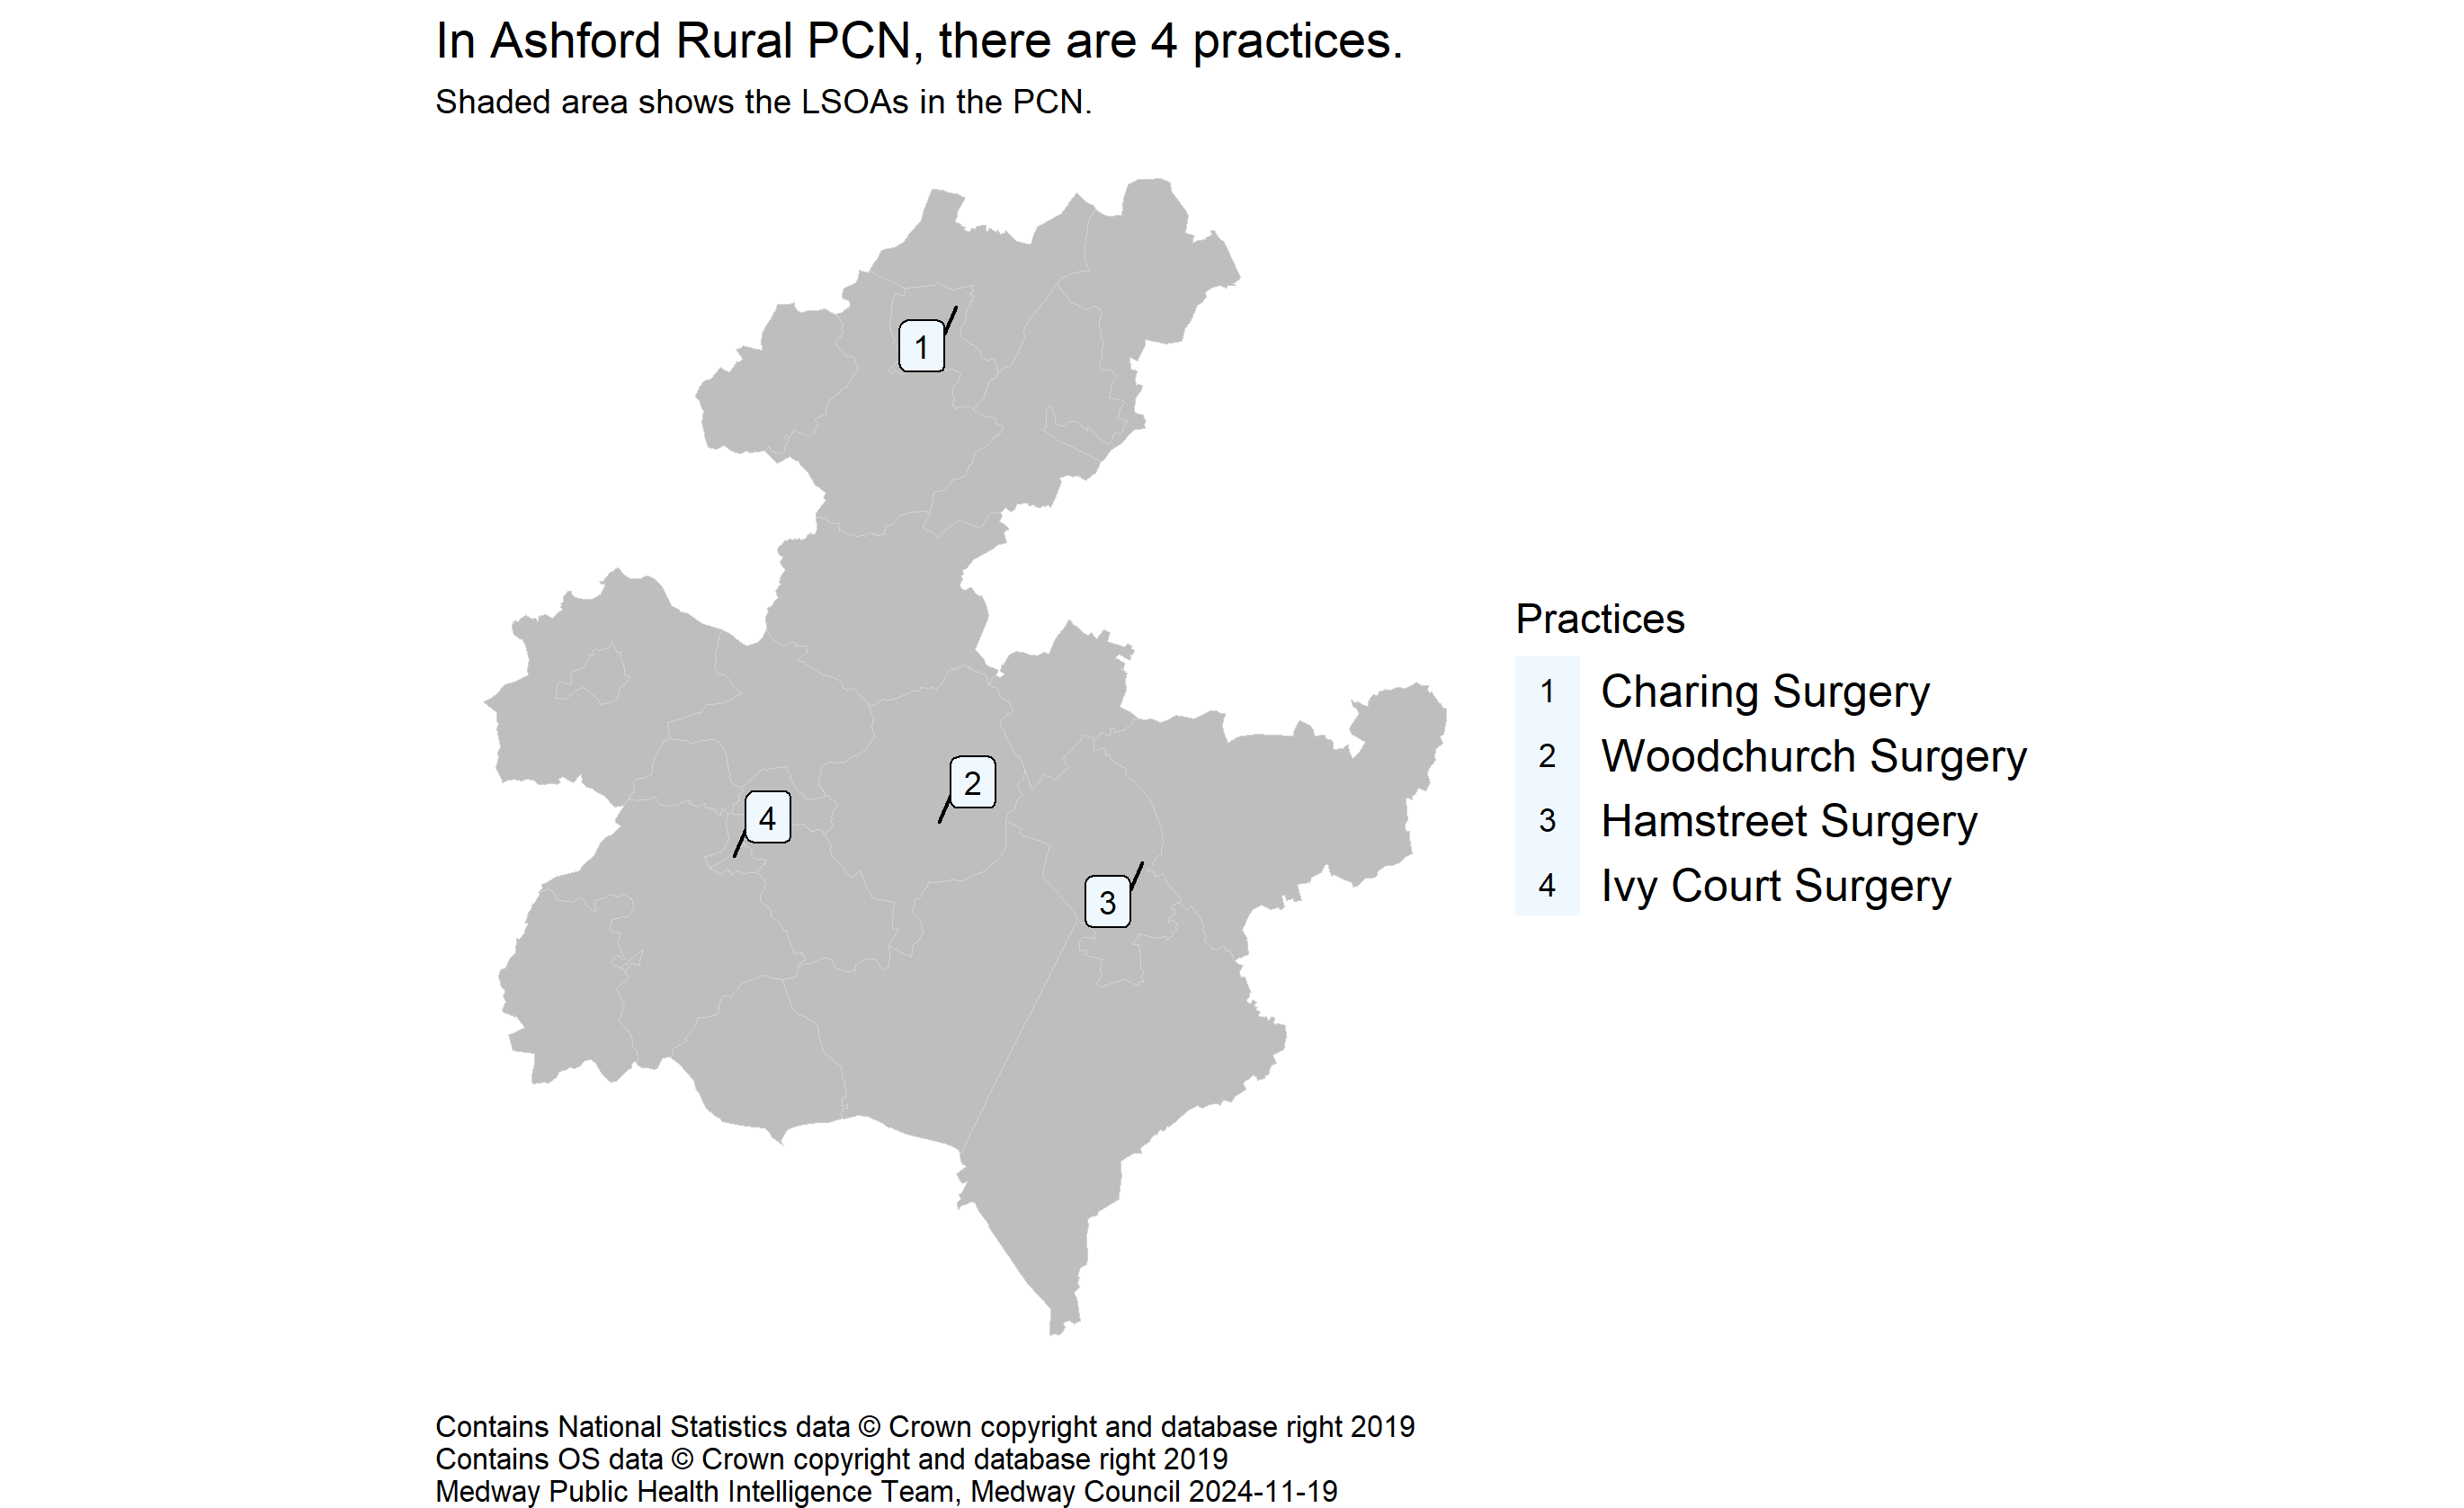 In Ashford Rural PCN, there are 4 practices.
Shaded area shows the LSOAs in the PCN.
1
2
4
3
Practices
1 Charing Surgery
2 Woodchurch Surgery
3 Hamstreet Surgery
4 Ivy Court Surgery
Contains National Statistics data © Crown copyright and database right 2019
Contains OS data © Crown copyright and database right 2019
Medway Public Health Intelligence Team, Medway Council 2024-11-19